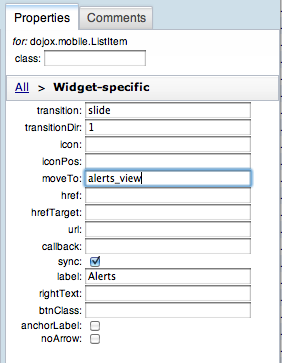 Properties Comments
for: dojox.mobile.ListItem
class:
All > Widget-specific
transition: slide
transitionDir: 1
icon:
iconPos:
moveTo: alerts_view
href:
hrefTarget:
url:
callback:
sync:
label: Alerts
rightText:
btnClass:
anchorLabel:
noArrow: